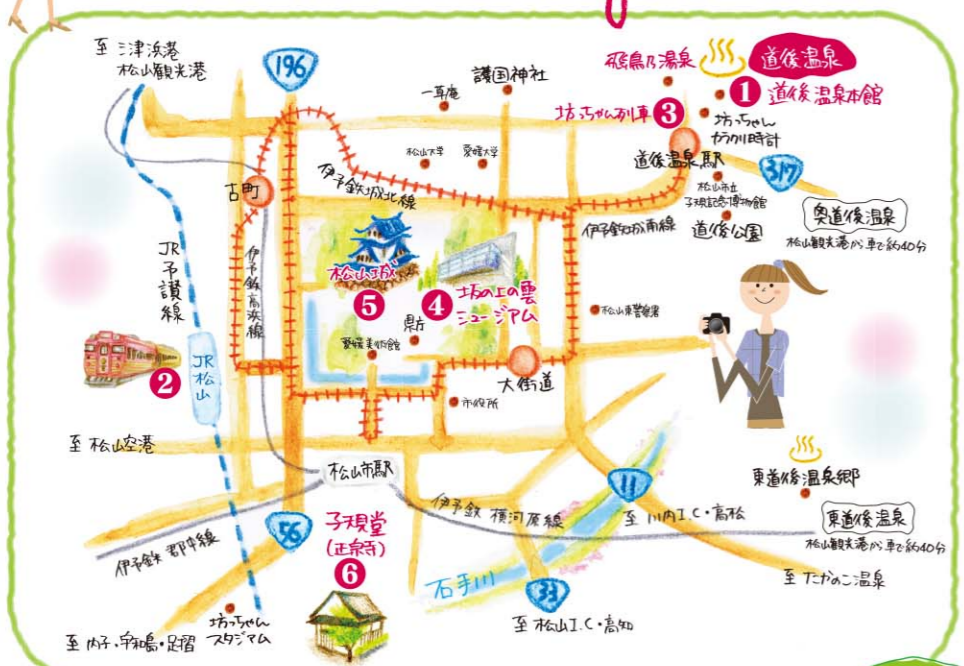 至 三津浜港
松山観光港
196
護国神社
一草庵
飛鳥乃湯泉
道後温泉
1 道後温泉本館
坊っちゃん列車 3
坊っちゃん
カラクリ時計
道後温泉駅
317
松山大学
愛媛大学
伊予鉄城北線
古町
松山市立
子規記念博物館
道後公園
奥道後温泉
松山観光港から車で約40分
伊予鉄城南線
JR予讃線
伊予鉄高浜線
松山城
5
4 坂の上の雲
ミュージアム
県庁
愛媛美術館
松山東警察署
2
JR松山
大街道
市役所
至 松山空港
松山市駅
東道後温泉郷
11
伊予鉄 横河原線
至 川内I.C・高松
東道後温泉
松山観光港から車で約40分
56
子規堂
(正宗寺)
6
伊予鉄 郡中線
石手川
33
至 たかのこ温泉
坊っちゃん
スタジアム
至 松山I.C・高知
至 内子・宇和島・足摺